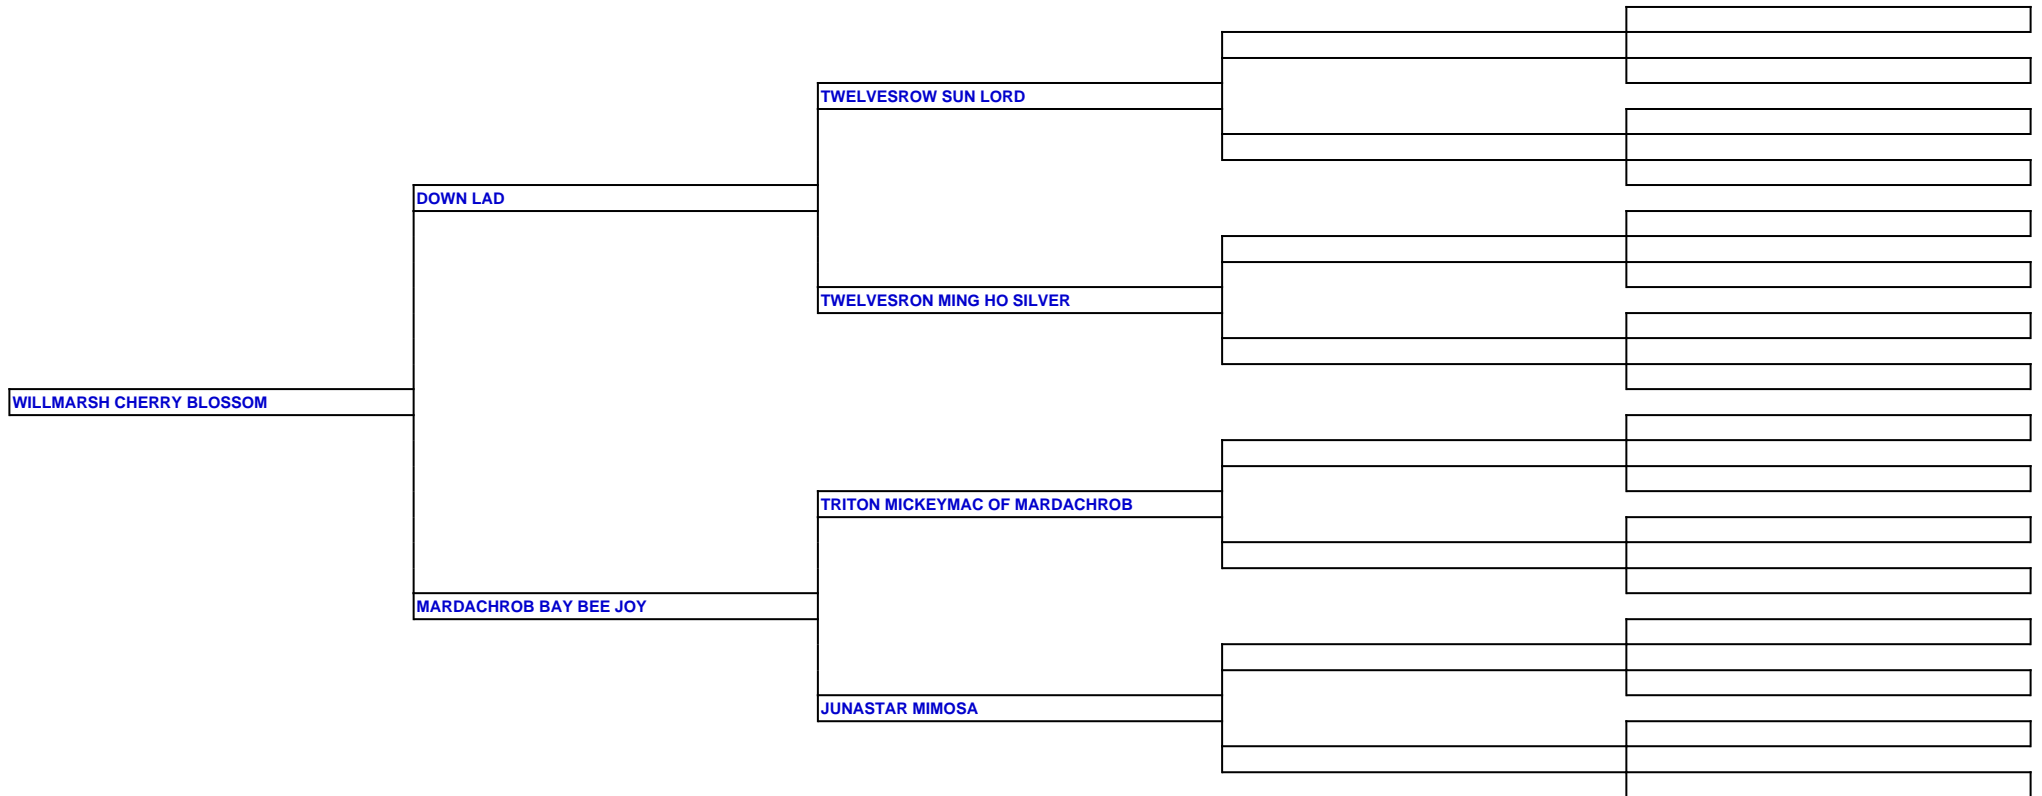 TWELVESROW SUN LORD
DOWN LAD
TWELVESRON MING HO SILVER
WILLMARSH CHERRY BLOSSOM
TRITON MICKEYMAC OF MARDACHROB
MARDACHROB BAY BEE JOY
JUNASTAR MIMOSA